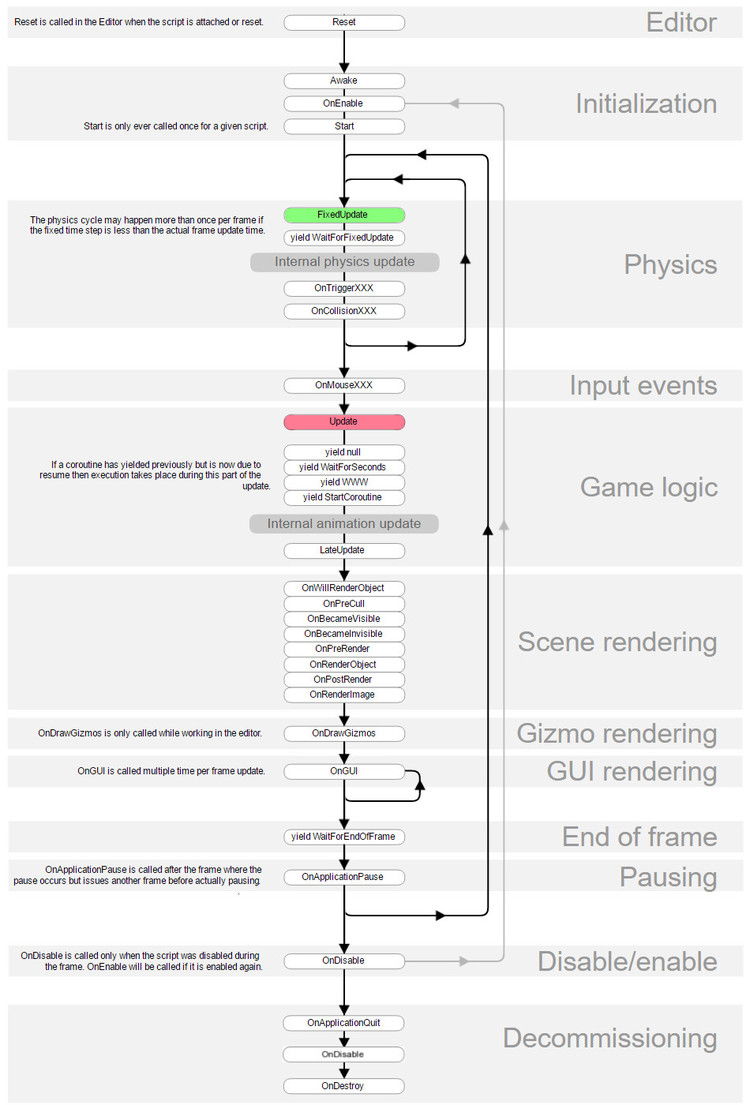 Reset is called in the Editor when the script is attached or reset.
Reset
Editor
Awake
OnEnable
Initialization
Start is only ever called once for a given script.
Start
The physics cycle may happen more than once per frame if
the fixed time step is less than the actual frame update time.
FixedUpdate
yield WaitForFixedUpdate
Internal physics update
Physics
OnTriggerXXX
OnCollisionXXX
OnMouseXXX
Input events
Update
If a coroutine has yielded previously but is now due to
resume then execution takes place during this part of the
update.
yield null
yield WaitForSeconds
yield WWW
yield StartCoroutine
Game logic
Internal animation update
LateUpdate
OnWillRenderObject
OnPreCull
OnBecameVisible
OnBecameInvisible
OnPreRender
OnRenderObject
OnPostRender
OnRenderImage
Scene rendering
OnDrawGizmos is only called while working in the editor.
OnDrawGizmos
Gizmo rendering
OnGUI is called multiple time per frame update.
OnGUI
GUI rendering
yield WaitForEndOfFrame
End of frame
OnApplicationPause is called after the frame where the
pause occurs but issues another frame before actually pausing.
OnApplicationPause
Pausing
OnDisable is called only when the script was disabled during
the frame. OnEnable will be called if it is enabled again.
OnDisable
Disable/enable
OnApplicationQuit
OnDisable
OnDestroy
Decommissioning